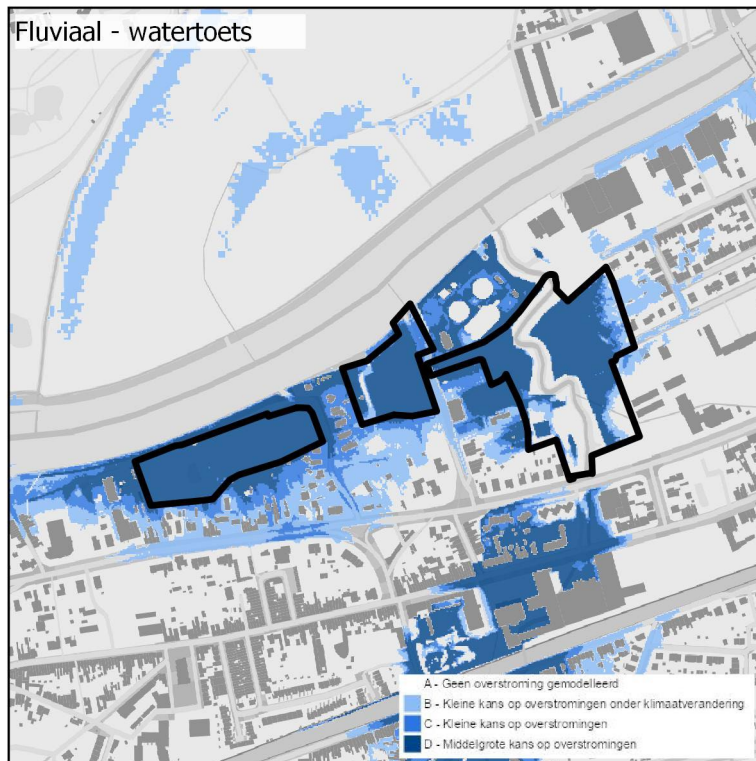 Fluviaal - watertoets
A - Geen overstroming gemodelleerd
B - Kleine kans op overstromingen onder klimaatverandering
C - Kleine kans op overstromingen
D - Middelgrote kans op overstromingen